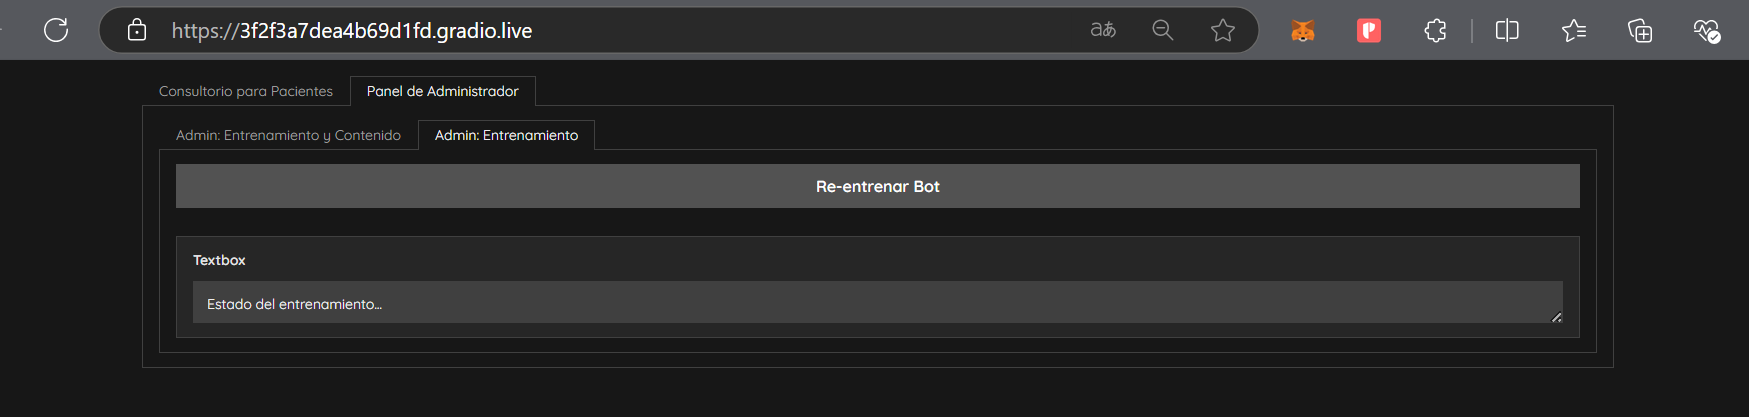 https://3f2f3a7dea4b69d1fd.gradio.live
Consultorio para Pacientes
Panel de Administrador
Admin: Entrenamiento y Contenido
Admin: Entrenamiento
Re-entrenar Bot
Textbox
Estado del entrenamiento...